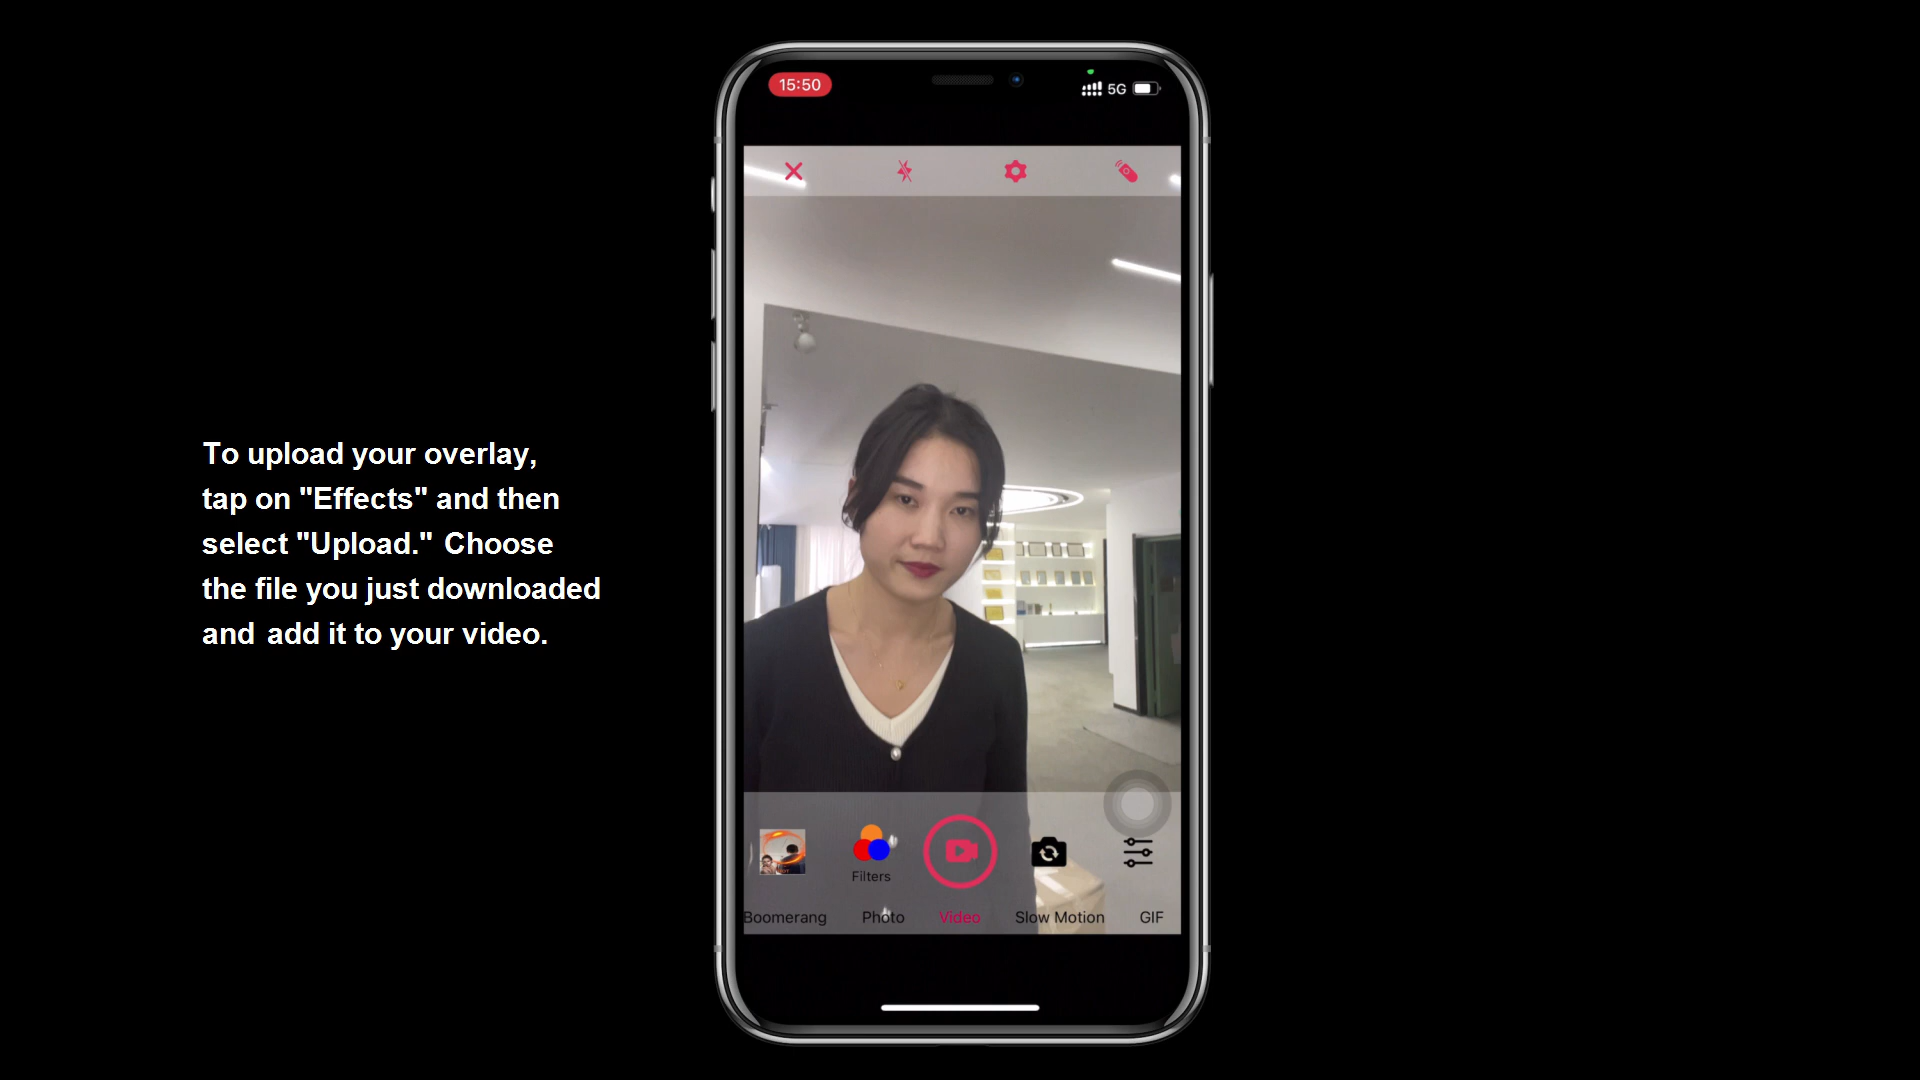 15:50
5G
To upload your overlay,
tap on "Effects" and then
select "Upload." Choose
the file you just downloaded
and add it to your video.
Filters
Boomerang Photo Video Slow Motion GIF